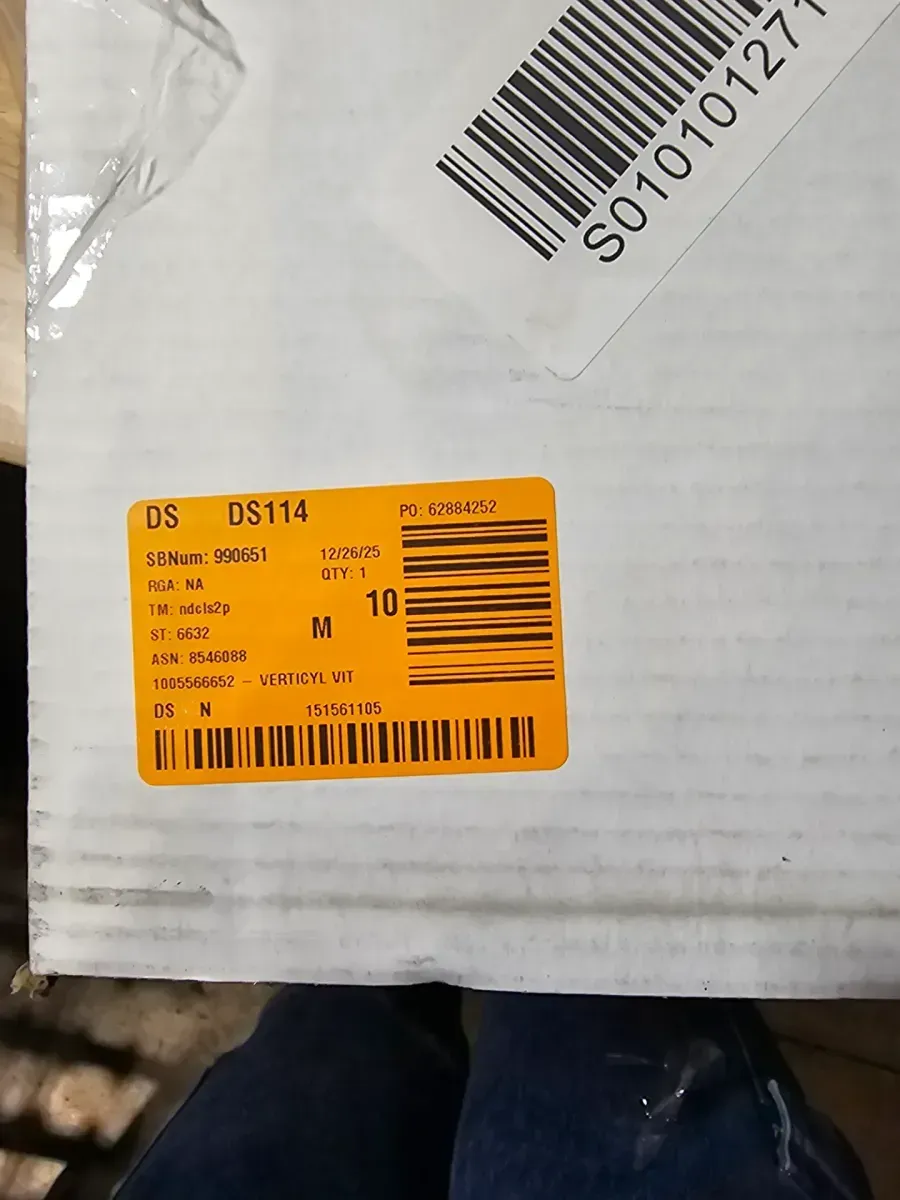 S010101271
DS DS114 PO: 62884252
SBNum: 990651 12/26/25
RGA: NA QTY: 1
TM: ndcls2p 10
ST: 6632 M
ASN: 8546088
1005566652 - VERTICYL VIT
DS N 151561105